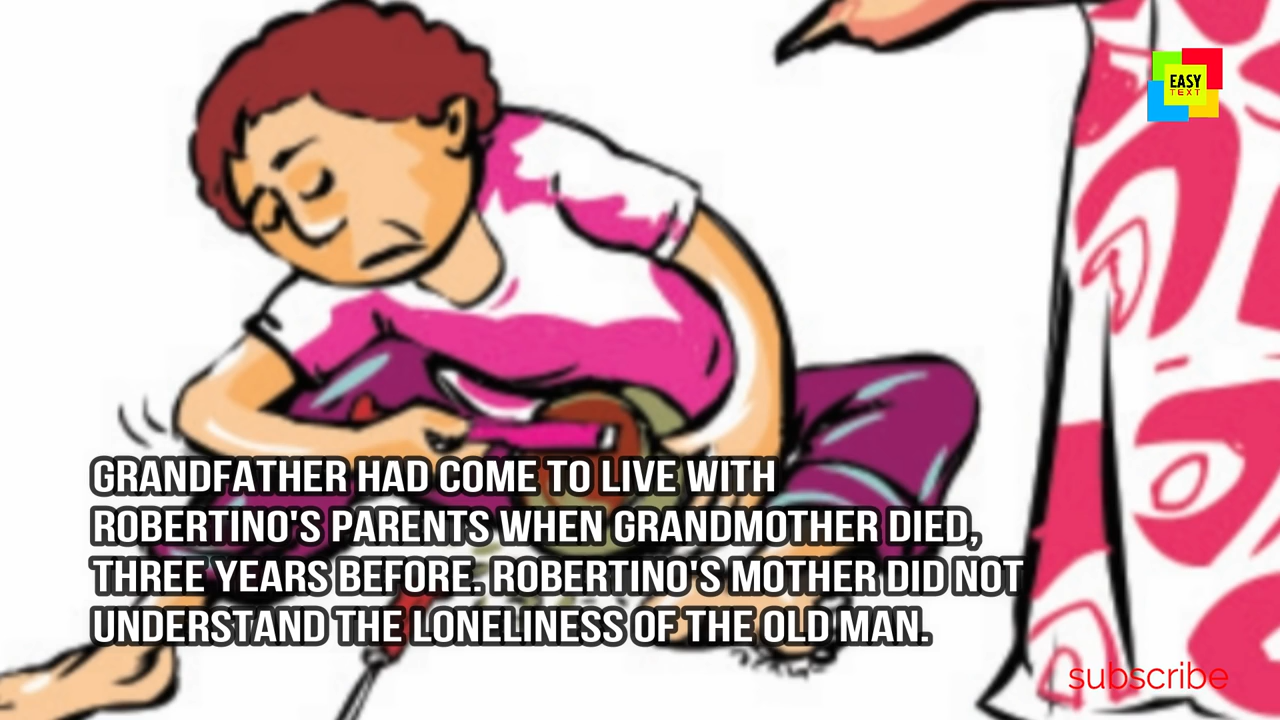 EASY
TEXT
GRANDFATHER HAD COME TO LIVE WITH
ROBERTINO'S PARENTS WHEN GRANDMOTHER DIED,
THREE YEARS BEFORE. ROBERTINO'S MOTHER DID NOT
UNDERSTAND THE LONELINESS OF THE OLD MAN.
subscribe